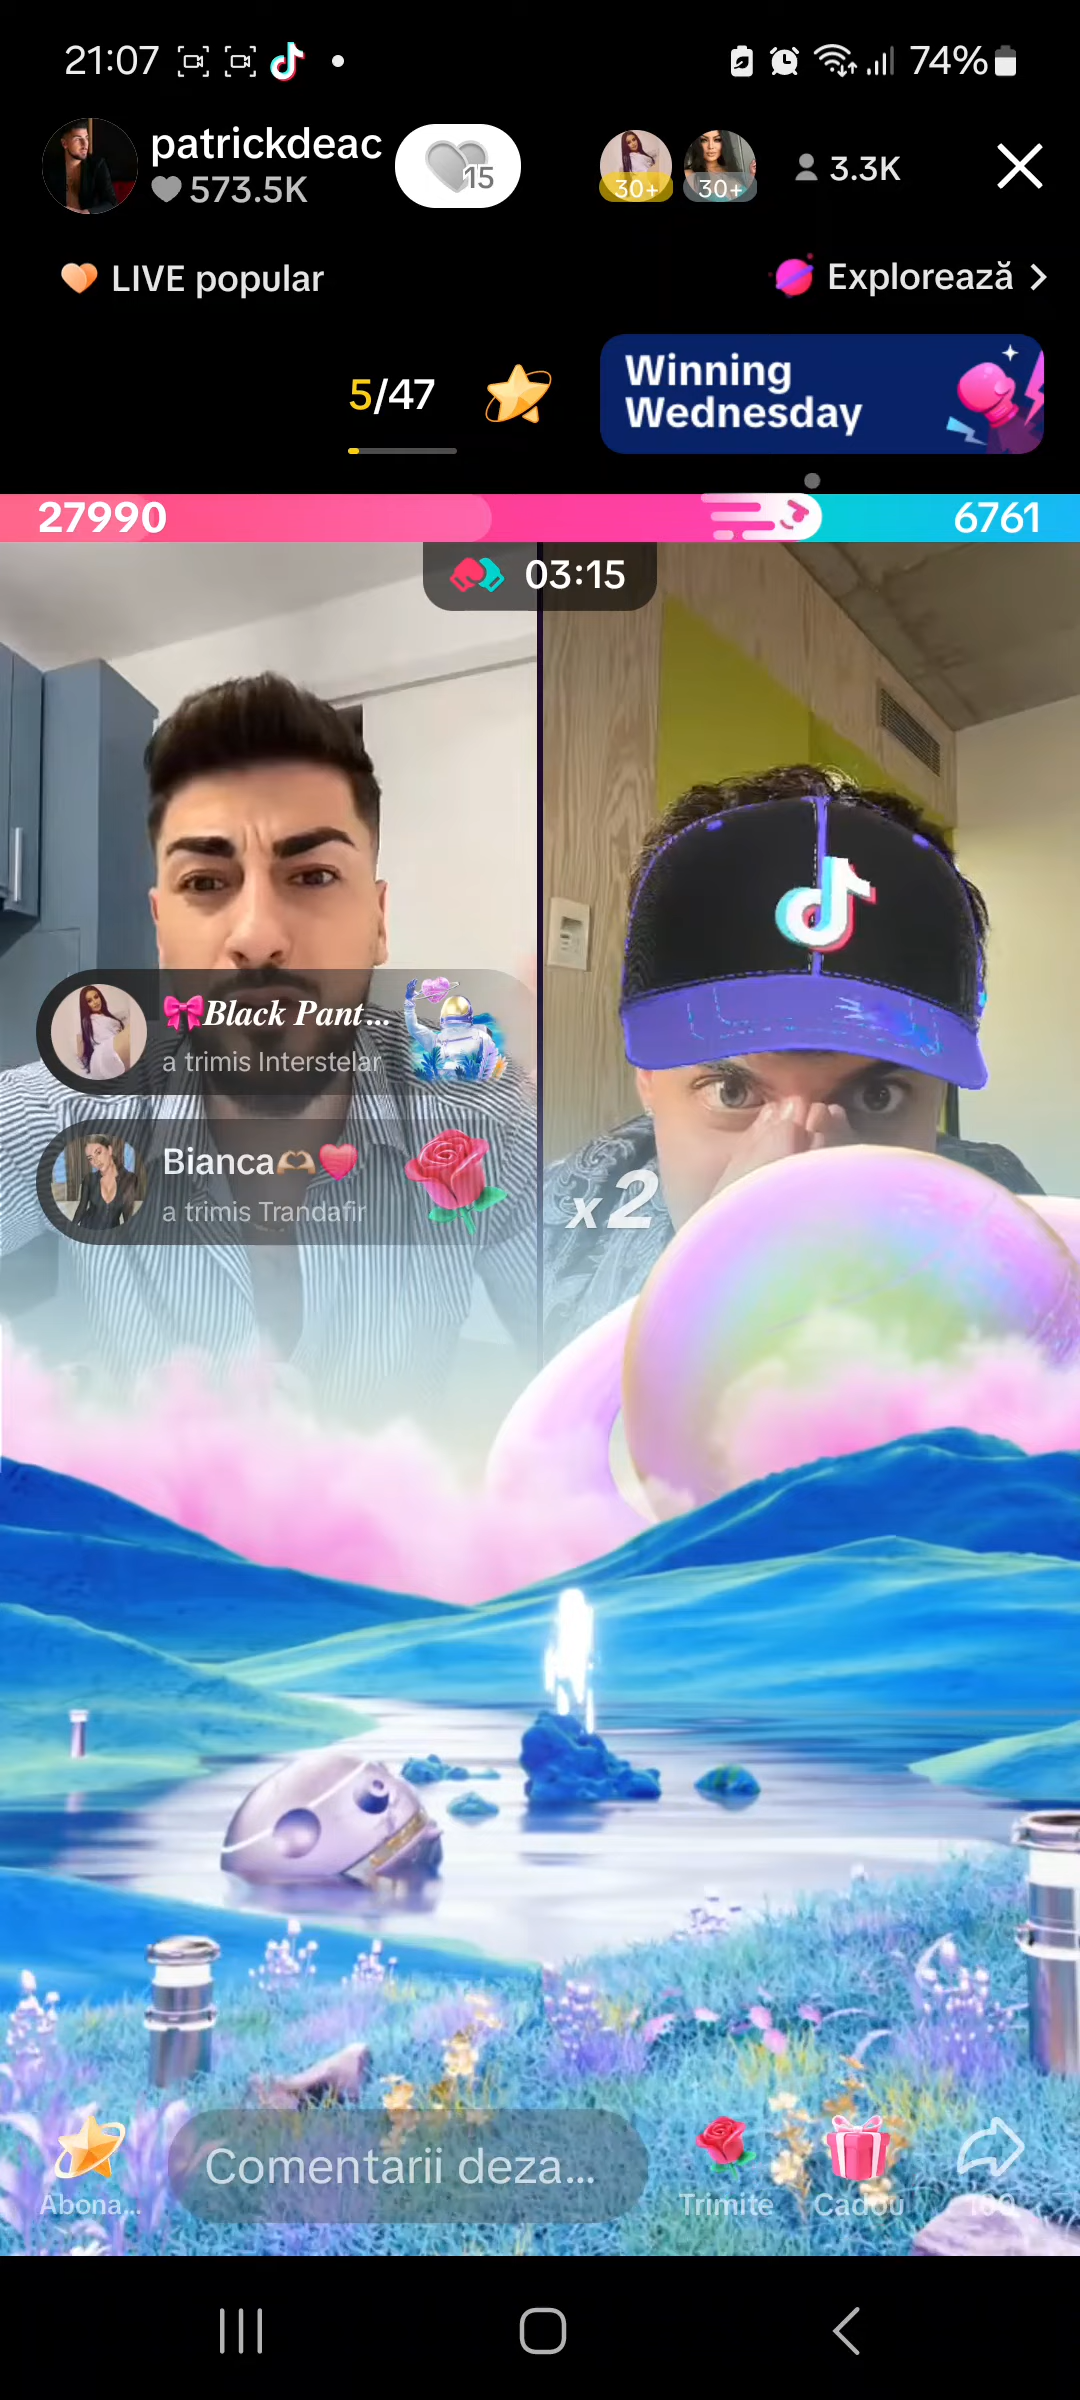 21:07
74%
patrickdeac
573.5K
15
30+
30+
3.3K
LIVE popular
Explorează
5/47
Winning
Wednesday
27990
6761
03:15
Black Pant...
a trimis Interstelar
Bianca
a trimis Trandafir
x2
Comentarii deza...
Abona...
Trimite
Cadou
100